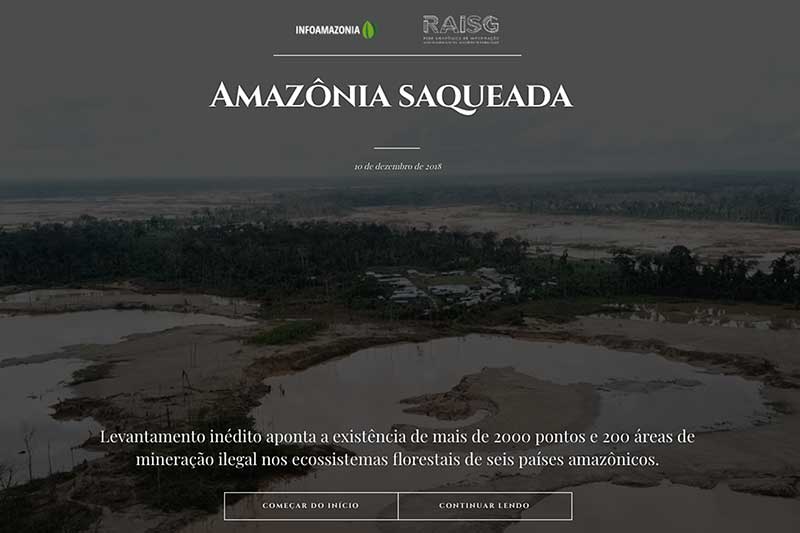 INFOAMAZONIA
RAISG
AMAZÔNIA SAQUEADA
10 de dezembro de 2018
Levantamento inédito aponta a existência de mais de 2000 pontos e 200 áreas de
mineração ilegal nos ecossistemas florestais de seis países amazônicos.
COMEÇAR DO INÍCIO
CONTINUAR LENDO